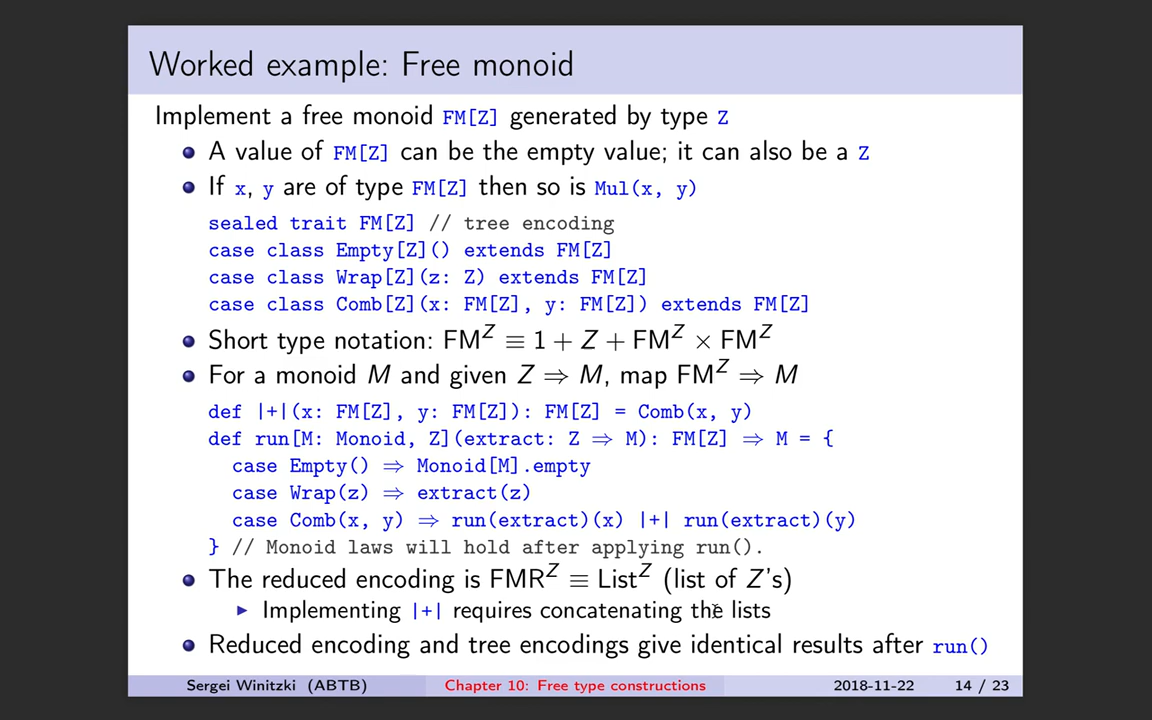 Worked example: Free monoid
Implement a free monoid FM[Z] generated by type Z
A value of FM[Z] can be the empty value; it can also be a Z
If x, y are of type FM[Z] then so is Mul(x, y)
sealed trait FM[Z] // tree encoding
case class Empty[Z]() extends FM[Z]
case class Wrap[Z](z: Z) extends FM[Z]
case class Comb[Z](x: FM[Z], y: FM[Z]) extends FM[Z]
Short type notation: FM^Z ≡ 1 + Z + FM^Z × FM^Z
For a monoid M and given Z ⇒ M, map FM^Z ⇒ M
def |+|(x: FM[Z], y: FM[Z]): FM[Z] = Comb(x, y)
def run[M: Monoid, Z](extract: Z ⇒ M): FM[Z] ⇒ M = {
case Empty() ⇒ Monoid[M].empty
case Wrap(z) ⇒ extract(z)
case Comb(x, y) ⇒ run(extract)(x) |+| run(extract)(y)
} // Monoid laws will hold after applying run().
The reduced encoding is FMR^Z ≡ List^Z (list of Z's)
Implementing |+| requires concatenating the lists
Reduced encoding and tree encodings give identical results after run()
Sergei Winitzki (ABTB) Chapter 10: Free type constructions 2018-11-22 14 / 23